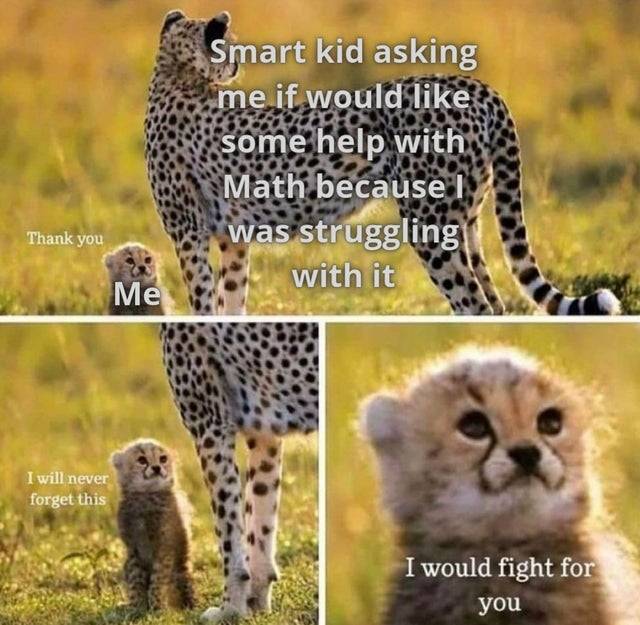 Smart kid asking
me if would like
some help with
Math because I
was struggling
with it
Thank you
Me
I will never
forget this
I would fight for
you